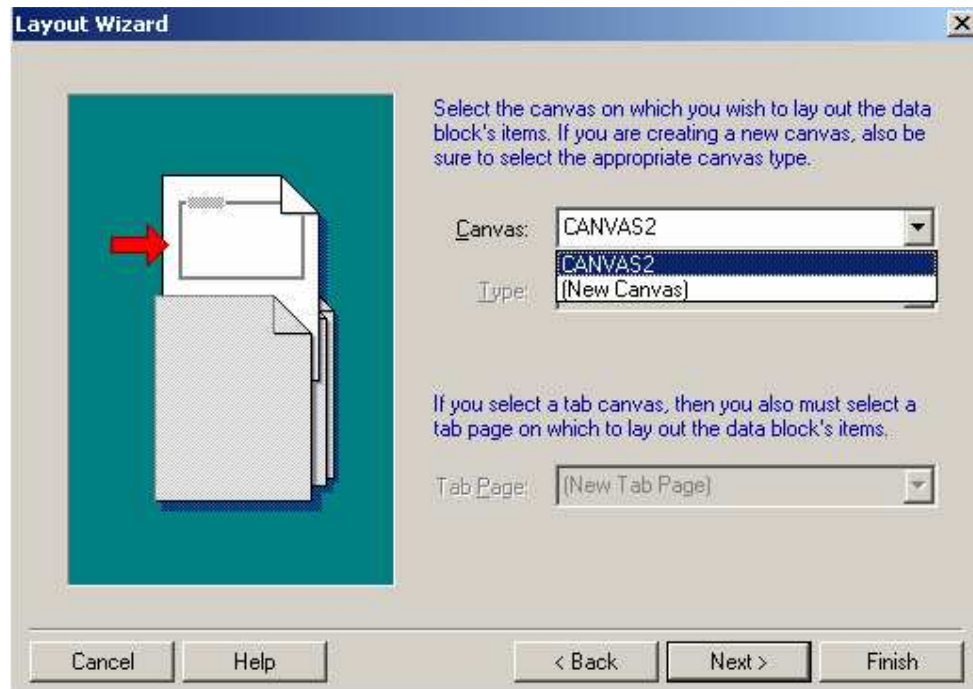 Layout Wizard
Select the canvas on which you wish to lay out the data
block's items. If you are creating a new canvas, also be
sure to select the appropriate canvas type.
Canvas: CANVAS2
CANVAS2
Type: (New Canvas)
If you select a tab canvas, then you also must select a
tab page on which to lay out the data block's items.
Tab Page: (New Tab Page)
Cancel Help < Back Next > Finish